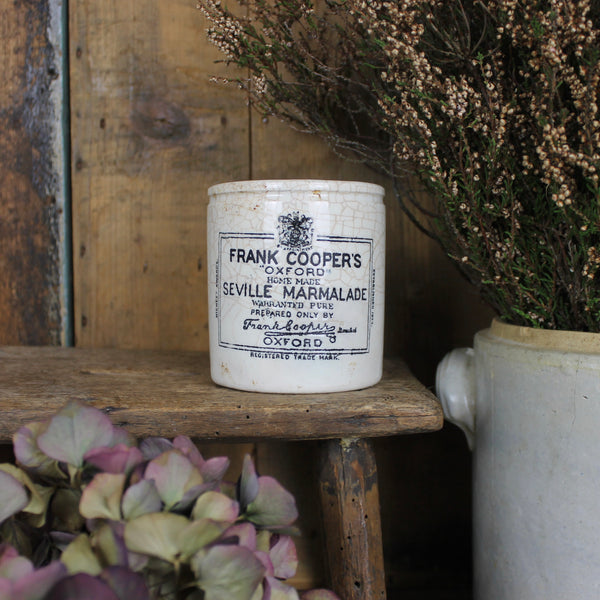 APPOINTMENT
FRANK COOPER'S
"OXFORD"
HOME MADE
SEVILLE MARMALADE
WARRANTED PURE
PREPARED ONLY BY
Frank Cooper Limited
OXFORD
REGISTERED TRADE MARK